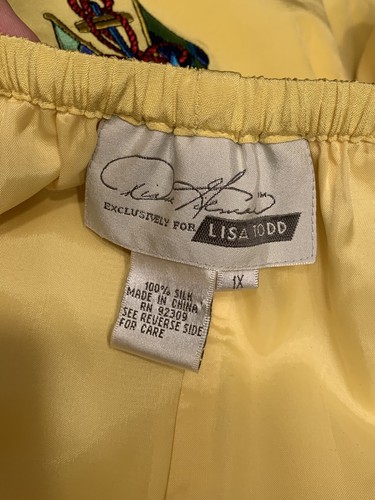 EXCLUSIVELY FOR LISA TODD
1X
100% SILK
MADE IN CHINA
RN 92309
SEE REVERSE SIDE
FOR CARE